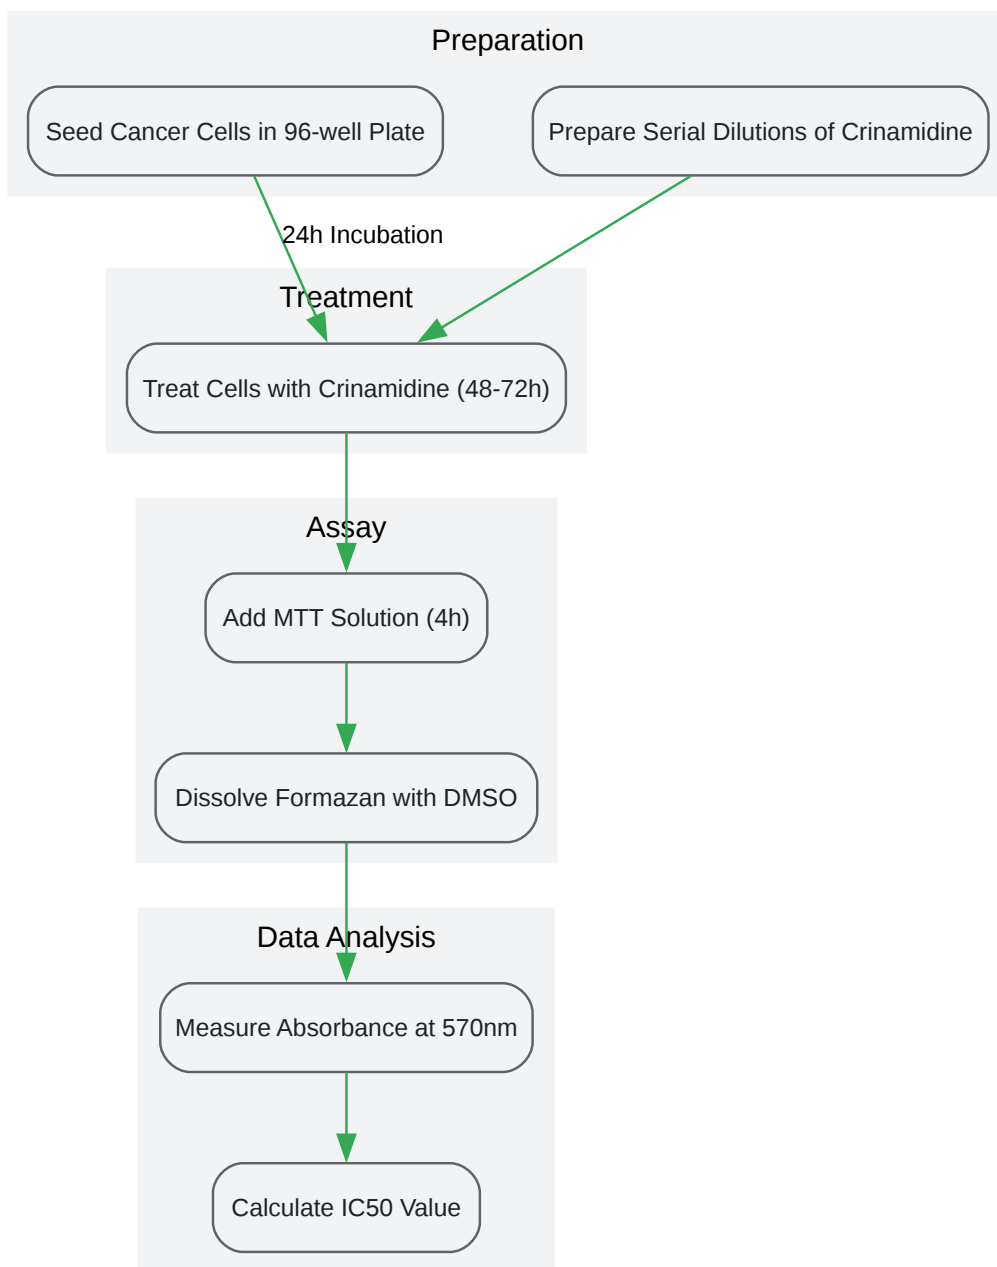 Preparation
Seed Cancer Cells in 96-well Plate
Prepare Serial Dilutions of Crinamidine
24h Incubation
Treatment
Treat Cells with Crinamidine (48-72h)
Assay
Add MTT Solution (4h)
Dissolve Formazan with DMSO
Data Analysis
Measure Absorbance at 570nm
Calculate IC50 Value